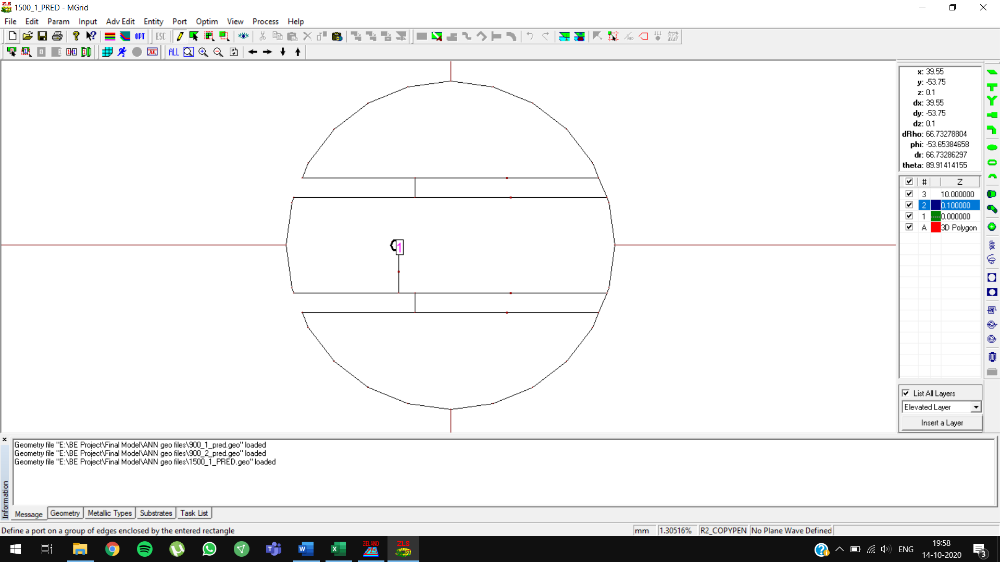 1500_1_PRED - MGrid
File Edit Param Input Adv Edit Entity Port Optim View Process Help
OPT ESC
ALL
x: 39.55
y: -53.75
z: 0.1
dx: 39.55
dy: -53.75
dz: 0.1
dRho: 66.73278804
phi: -53.65384658
dr: 66.73286297
theta: 89.91414155
# Z
3 10.000000
2 0.100000
1 0.000000
A 3D Polygon
1
List All Layers
Elevated Layer
Insert a Layer
Geometry file "E:\BE Project\Final Model\ANN geo files\900_1_pred.geo" loaded
Geometry file "E:\BE Project\Final Model\ANN geo files\900_2_pred.geo" loaded
Geometry file "E:\BE Project\Final Model\ANN geo files\1500_1_PRED.geo" loaded
Information
Message Geometry Metallic Types Substrates Task List
Define a port on a group of edges enclosed by the entered rectangle
mm 1.30516% R2_COPYPEN No Plane Wave Defined
ZELAND
ZLS
ENG
19:58
14-10-2020
3